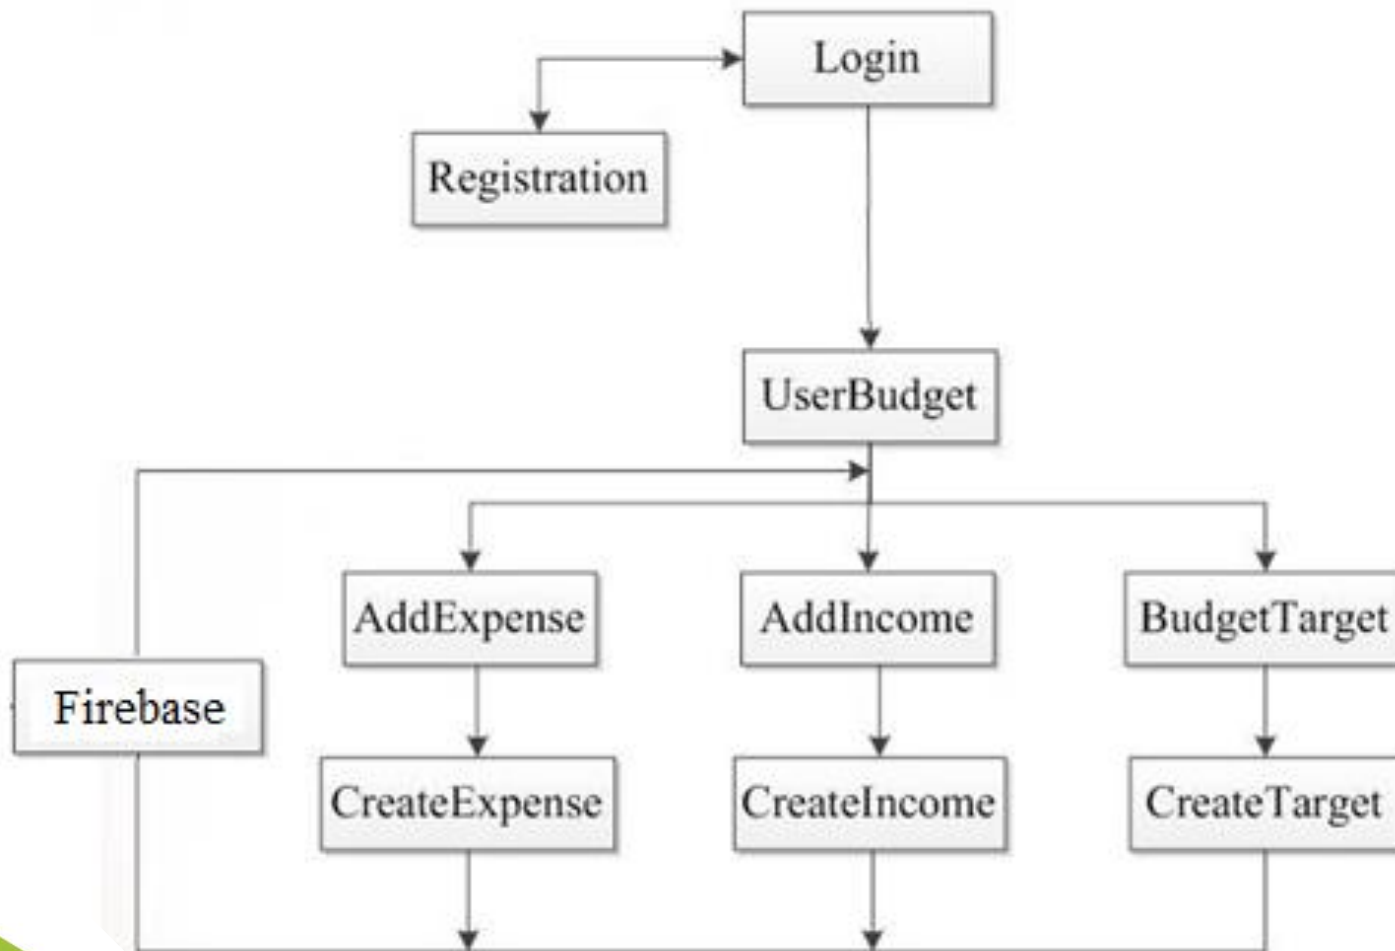 Login
Registration
UserBudget
AddExpense
AddIncome
BudgetTarget
Firebase
CreateExpense
CreateIncome
CreateTarget